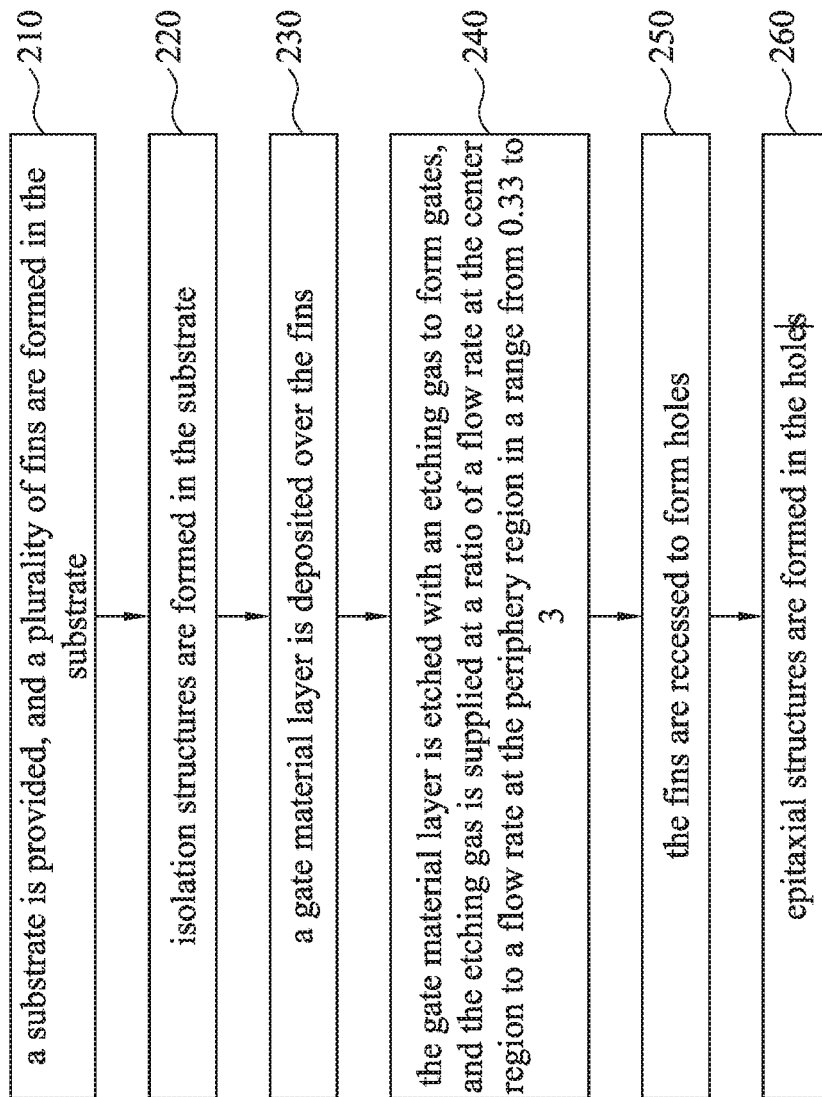 a substrate is provided, and a plurality of fins are formed in the
substrate
210
isolation structures are formed in the substrate
220
a gate material layer is deposited over the fins
230
the gate material layer is etched with an etching gas to form gates,
and the etching gas is supplied at a ratio of a flow rate at the center
region to a flow rate at the periphery region in a range from 0.33 to
3
240
the fins are recessed to form holes
250
epitaxial structures are formed in the holes
260